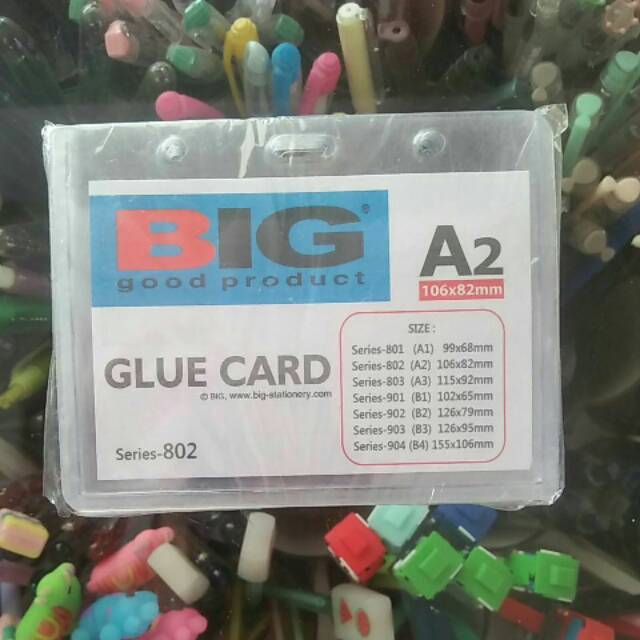 BIG®
good product
A2
106x82mm
GLUE CARD
© BIG, www.big-stationery.com
Series-802
SIZE :
Series-801 (A1) 99x68mm
Series-802 (A2) 106x82mm
Series-803 (A3) 115x92mm
Series-901 (B1) 102x65mm
Series-902 (B2) 126x79mm
Series-903 (B3) 126x95mm
Series-904 (B4) 155x106mm